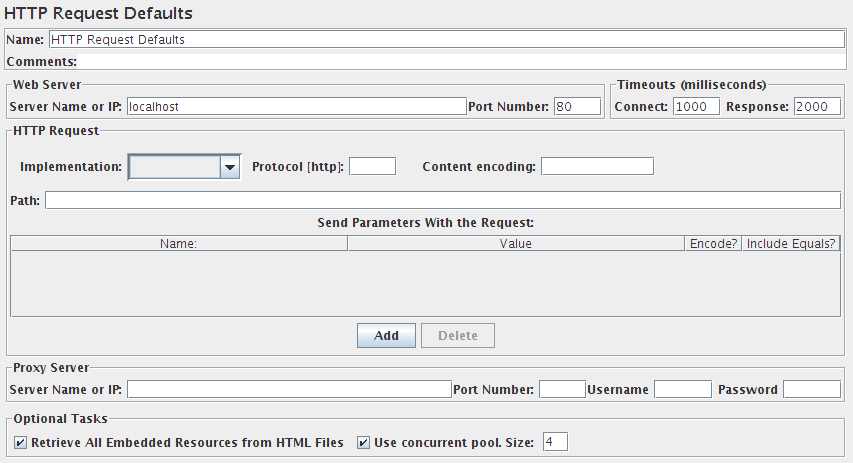 HTTP Request Defaults
Name: HTTP Request Defaults
Comments:
Web Server
Timeouts (milliseconds)
Server Name or IP: localhost Port Number: 80
Connect: 1000 Response: 2000
HTTP Request
Implementation: Protocol [http]: Content encoding:
Path:
Send Parameters With the Request:
Name: Value Encode? Include Equals?
Add Delete
Proxy Server
Server Name or IP: Port Number: Username Password
Optional Tasks
Retrieve All Embedded Resources from HTML Files Use concurrent pool. Size: 4